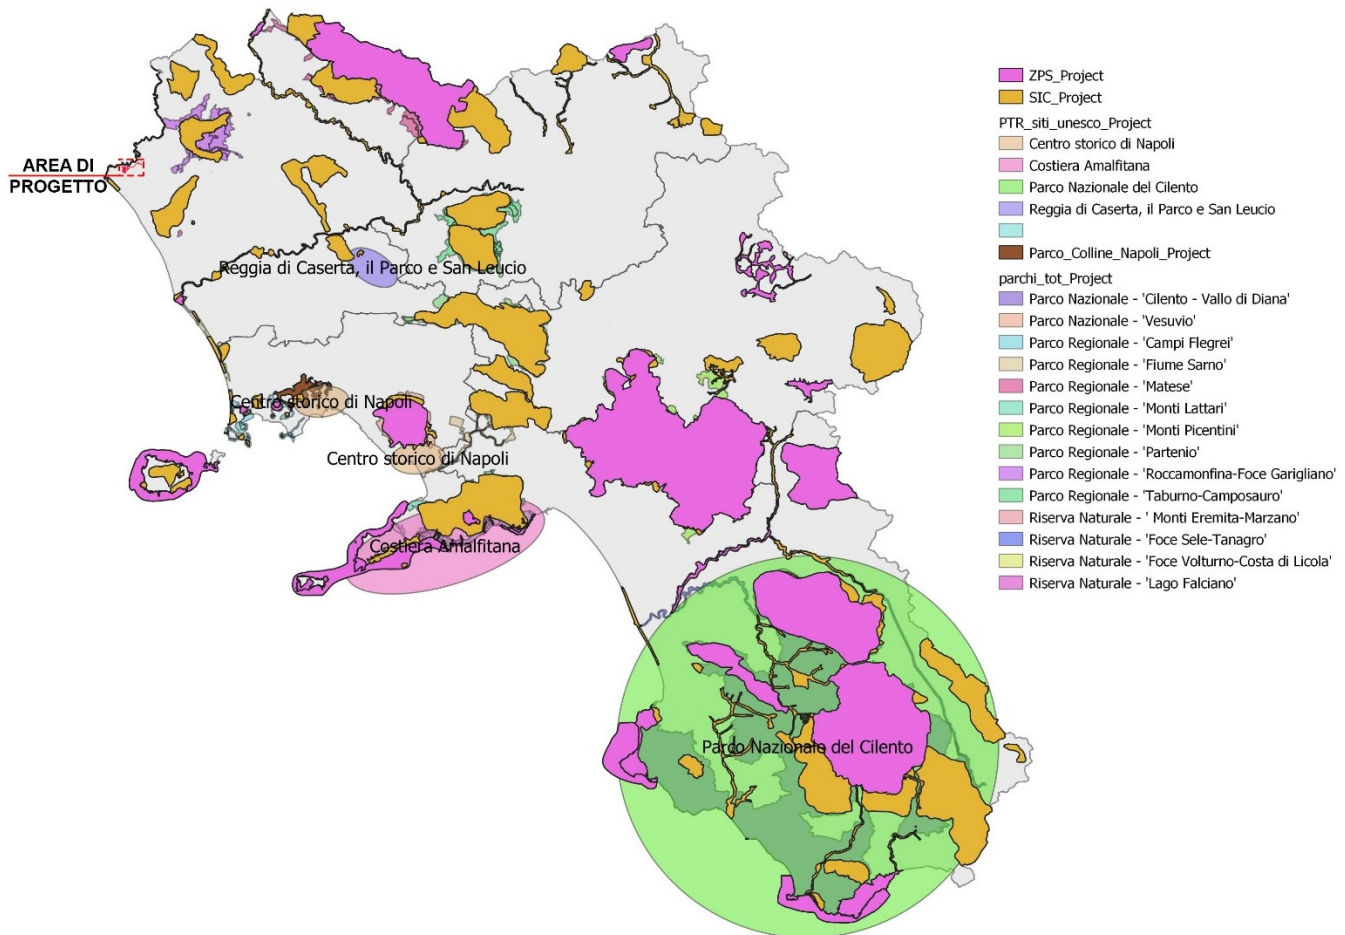 AREA DI
PROGETTO
Reggia di Caserta, il Parco e San Leucio
Centro storico di Napoli
Centro storico di Napoli
Costiera Amalfitana
Parco Nazionale del Cilento
ZPS_Project
SIC_Project
PTR_siti_unesco_Project
Centro storico di Napoli
Costiera Amalfitana
Parco Nazionale del Cilento
Reggia di Caserta, il Parco e San Leucio
Parco_Colline_Napoli_Project
parchi_tot_Project
Parco Nazionale - 'Cilento - Vallo di Diana'
Parco Nazionale - 'Vesuvio'
Parco Regionale - 'Campi Flegrei'
Parco Regionale - 'Fiume Sarno'
Parco Regionale - 'Matese'
Parco Regionale - 'Monti Lattari'
Parco Regionale - 'Monti Picentini'
Parco Regionale - 'Partenio'
Parco Regionale - 'Roccamonfina-Foce Garigliano'
Parco Regionale - 'Taburno-Camposauro'
Riserva Naturale - ' Monti Eremita-Marzano'
Riserva Naturale - 'Foce Sele-Tanagro'
Riserva Naturale - 'Foce Volturno-Costa di Licola'
Riserva Naturale - 'Lago Falciano'